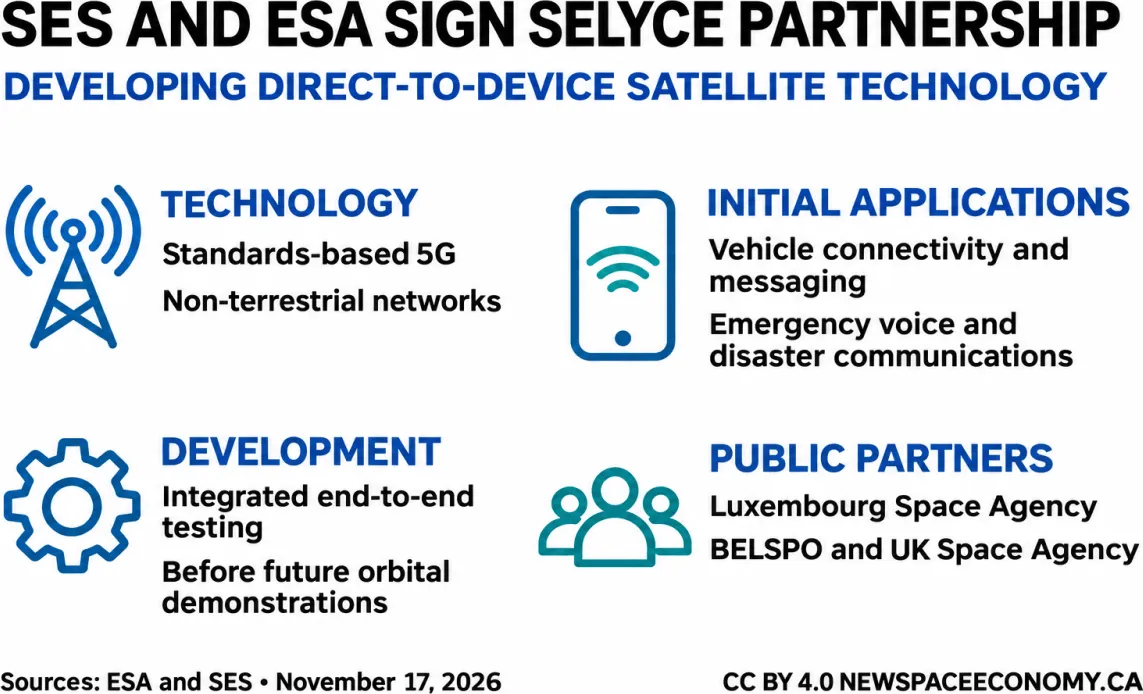 SES AND ESA SIGN SELYCE PARTNERSHIP
DEVELOPING DIRECT-TO-DEVICE SATELLITE TECHNOLOGY
TECHNOLOGY
Standards-based 5G
Non-terrestrial networks
INITIAL APPLICATIONS
Vehicle connectivity and
messaging
Emergency voice and
disaster communications
DEVELOPMENT
Integrated end-to-end
testing
Before future orbital
demonstrations
PUBLIC PARTNERS
Luxembourg Space Agency
BELSPO and UK Space Agency
Sources: ESA and SES • November 17, 2026
CC BY 4.0 NEWSPACEECONOMY.CA